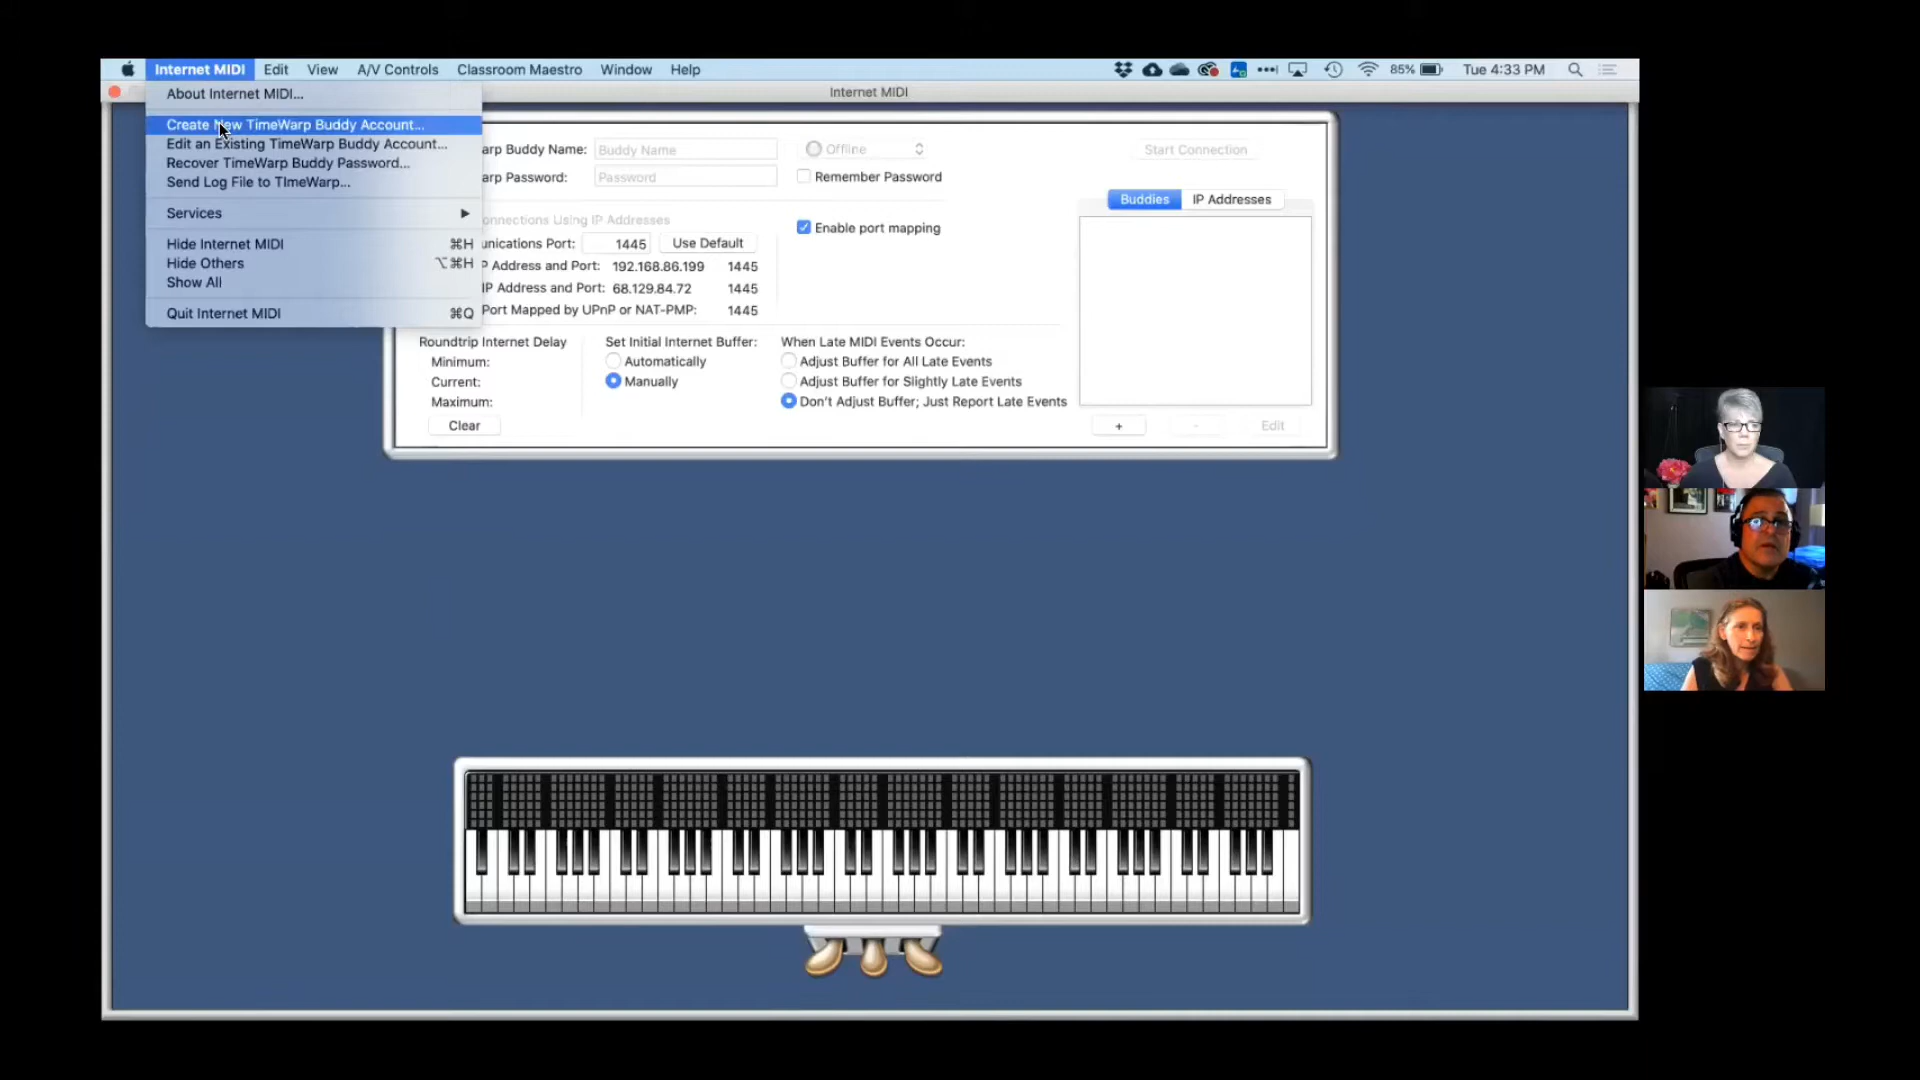 Internet MIDI Edit View A/V Controls Classroom Maestro Window Help 85% Tue 4:33 PM
Internet MIDI
About Internet MIDI...
Create New TimeWarp Buddy Account...
Edit an Existing TimeWarp Buddy Account...
Recover TimeWarp Buddy Password...
Send Log File to TImeWarp...
Services
Hide Internet MIDI ⌘H
Hide Others ⌥⌘H
Show All
Quit Internet MIDI ⌘Q
arp Buddy Name: Buddy Name Offline Start Connection
arp Password: Password Remember Password
Buddies IP Addresses
onnections Using IP Addresses
Enable port mapping
unications Port: 1445 Use Default
P Address and Port: 192.168.86.199 1445
IP Address and Port: 68.129.84.72 1445
Port Mapped by UPnP or NAT-PMP: 1445
Roundtrip Internet Delay Set Initial Internet Buffer: When Late MIDI Events Occur:
Minimum: Automatically Adjust Buffer for All Late Events
Current: Manually Adjust Buffer for Slightly Late Events
Maximum: Don't Adjust Buffer; Just Report Late Events
Clear + - Edit